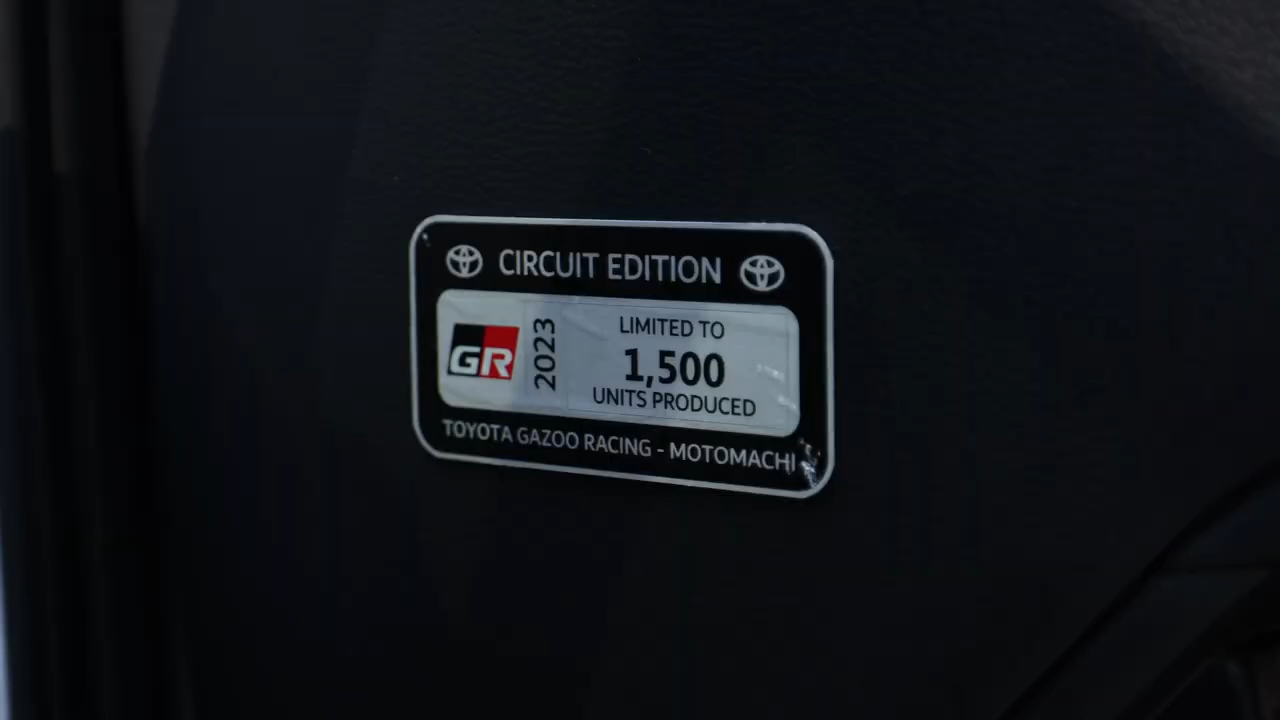 CIRCUIT EDITION
GR
2023
LIMITED TO
1,500
UNITS PRODUCED
TOYOTA GAZOO RACING - MOTOMACHI